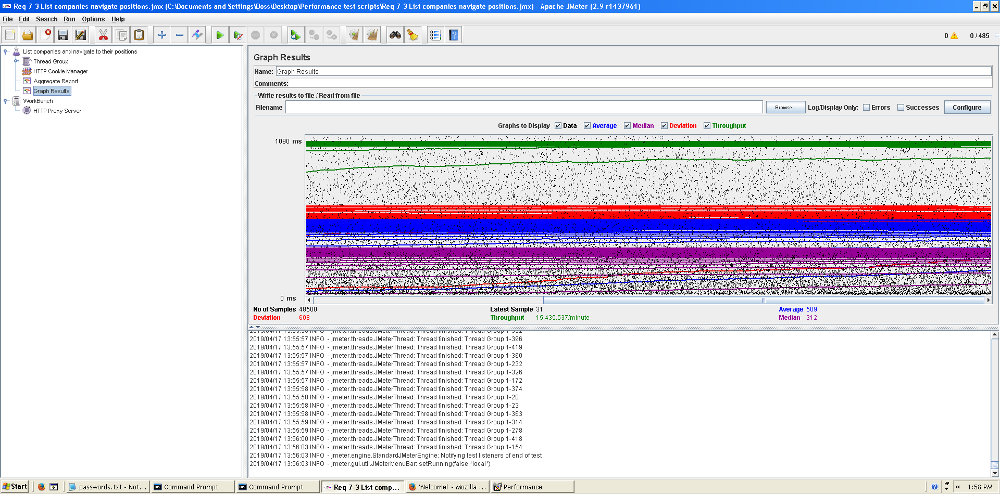 Req 7-3 List companies navigate positions.jmx (C:\Documents and Settings\Boss\Desktop\Performance test scripts\Req 7-3 List companies navigate positions.jmx) - Apache JMeter (2.9 r1437961)
File Edit Search Run Options Help
0 0 / 485
List companies and navigate to their positions
Thread Group
HTTP Cookie Manager
Aggregate Report
Graph Results
WorkBench
HTTP Proxy Server
Graph Results
Name: Graph Results
Comments:
Write results to file / Read from file
Filename Browse... Log/Display Only: Errors Successes Configure
Graphs to Display Data Average Median Deviation Throughput
1090 ms
0 ms
No of Samples 48500 Latest Sample 31 Average 509
Deviation 608 Throughput 15,435.537/minute Median 312
2019/04/17 13:55:57 INFO - jmeter.threads.JMeterThread: Thread finished: Thread Group 1-396
2019/04/17 13:55:57 INFO - jmeter.threads.JMeterThread: Thread finished: Thread Group 1-419
2019/04/17 13:55:57 INFO - jmeter.threads.JMeterThread: Thread finished: Thread Group 1-360
2019/04/17 13:55:57 INFO - jmeter.threads.JMeterThread: Thread finished: Thread Group 1-232
2019/04/17 13:55:57 INFO - jmeter.threads.JMeterThread: Thread finished: Thread Group 1-326
2019/04/17 13:55:57 INFO - jmeter.threads.JMeterThread: Thread finished: Thread Group 1-172
2019/04/17 13:55:58 INFO - jmeter.threads.JMeterThread: Thread finished: Thread Group 1-374
2019/04/17 13:55:58 INFO - jmeter.threads.JMeterThread: Thread finished: Thread Group 1-20
2019/04/17 13:55:58 INFO - jmeter.threads.JMeterThread: Thread finished: Thread Group 1-23
2019/04/17 13:55:58 INFO - jmeter.threads.JMeterThread: Thread finished: Thread Group 1-363
2019/04/17 13:55:59 INFO - jmeter.threads.JMeterThread: Thread finished: Thread Group 1-314
2019/04/17 13:55:59 INFO - jmeter.threads.JMeterThread: Thread finished: Thread Group 1-278
2019/04/17 13:56:00 INFO - jmeter.threads.JMeterThread: Thread finished: Thread Group 1-418
2019/04/17 13:56:03 INFO - jmeter.threads.JMeterThread: Thread finished: Thread Group 1-154
2019/04/17 13:56:03 INFO - jmeter.engine.StandardJMeterEngine: Notifying test listeners of end of test
2019/04/17 13:56:03 INFO - jmeter.gui.util.JMeterMenuBar: setRunning(false,*local*)
Start passwords.txt - Not... Command Prompt Command Prompt Req 7-3 List comp... Welcome! - Mozilla ... Performance 1:58 PM